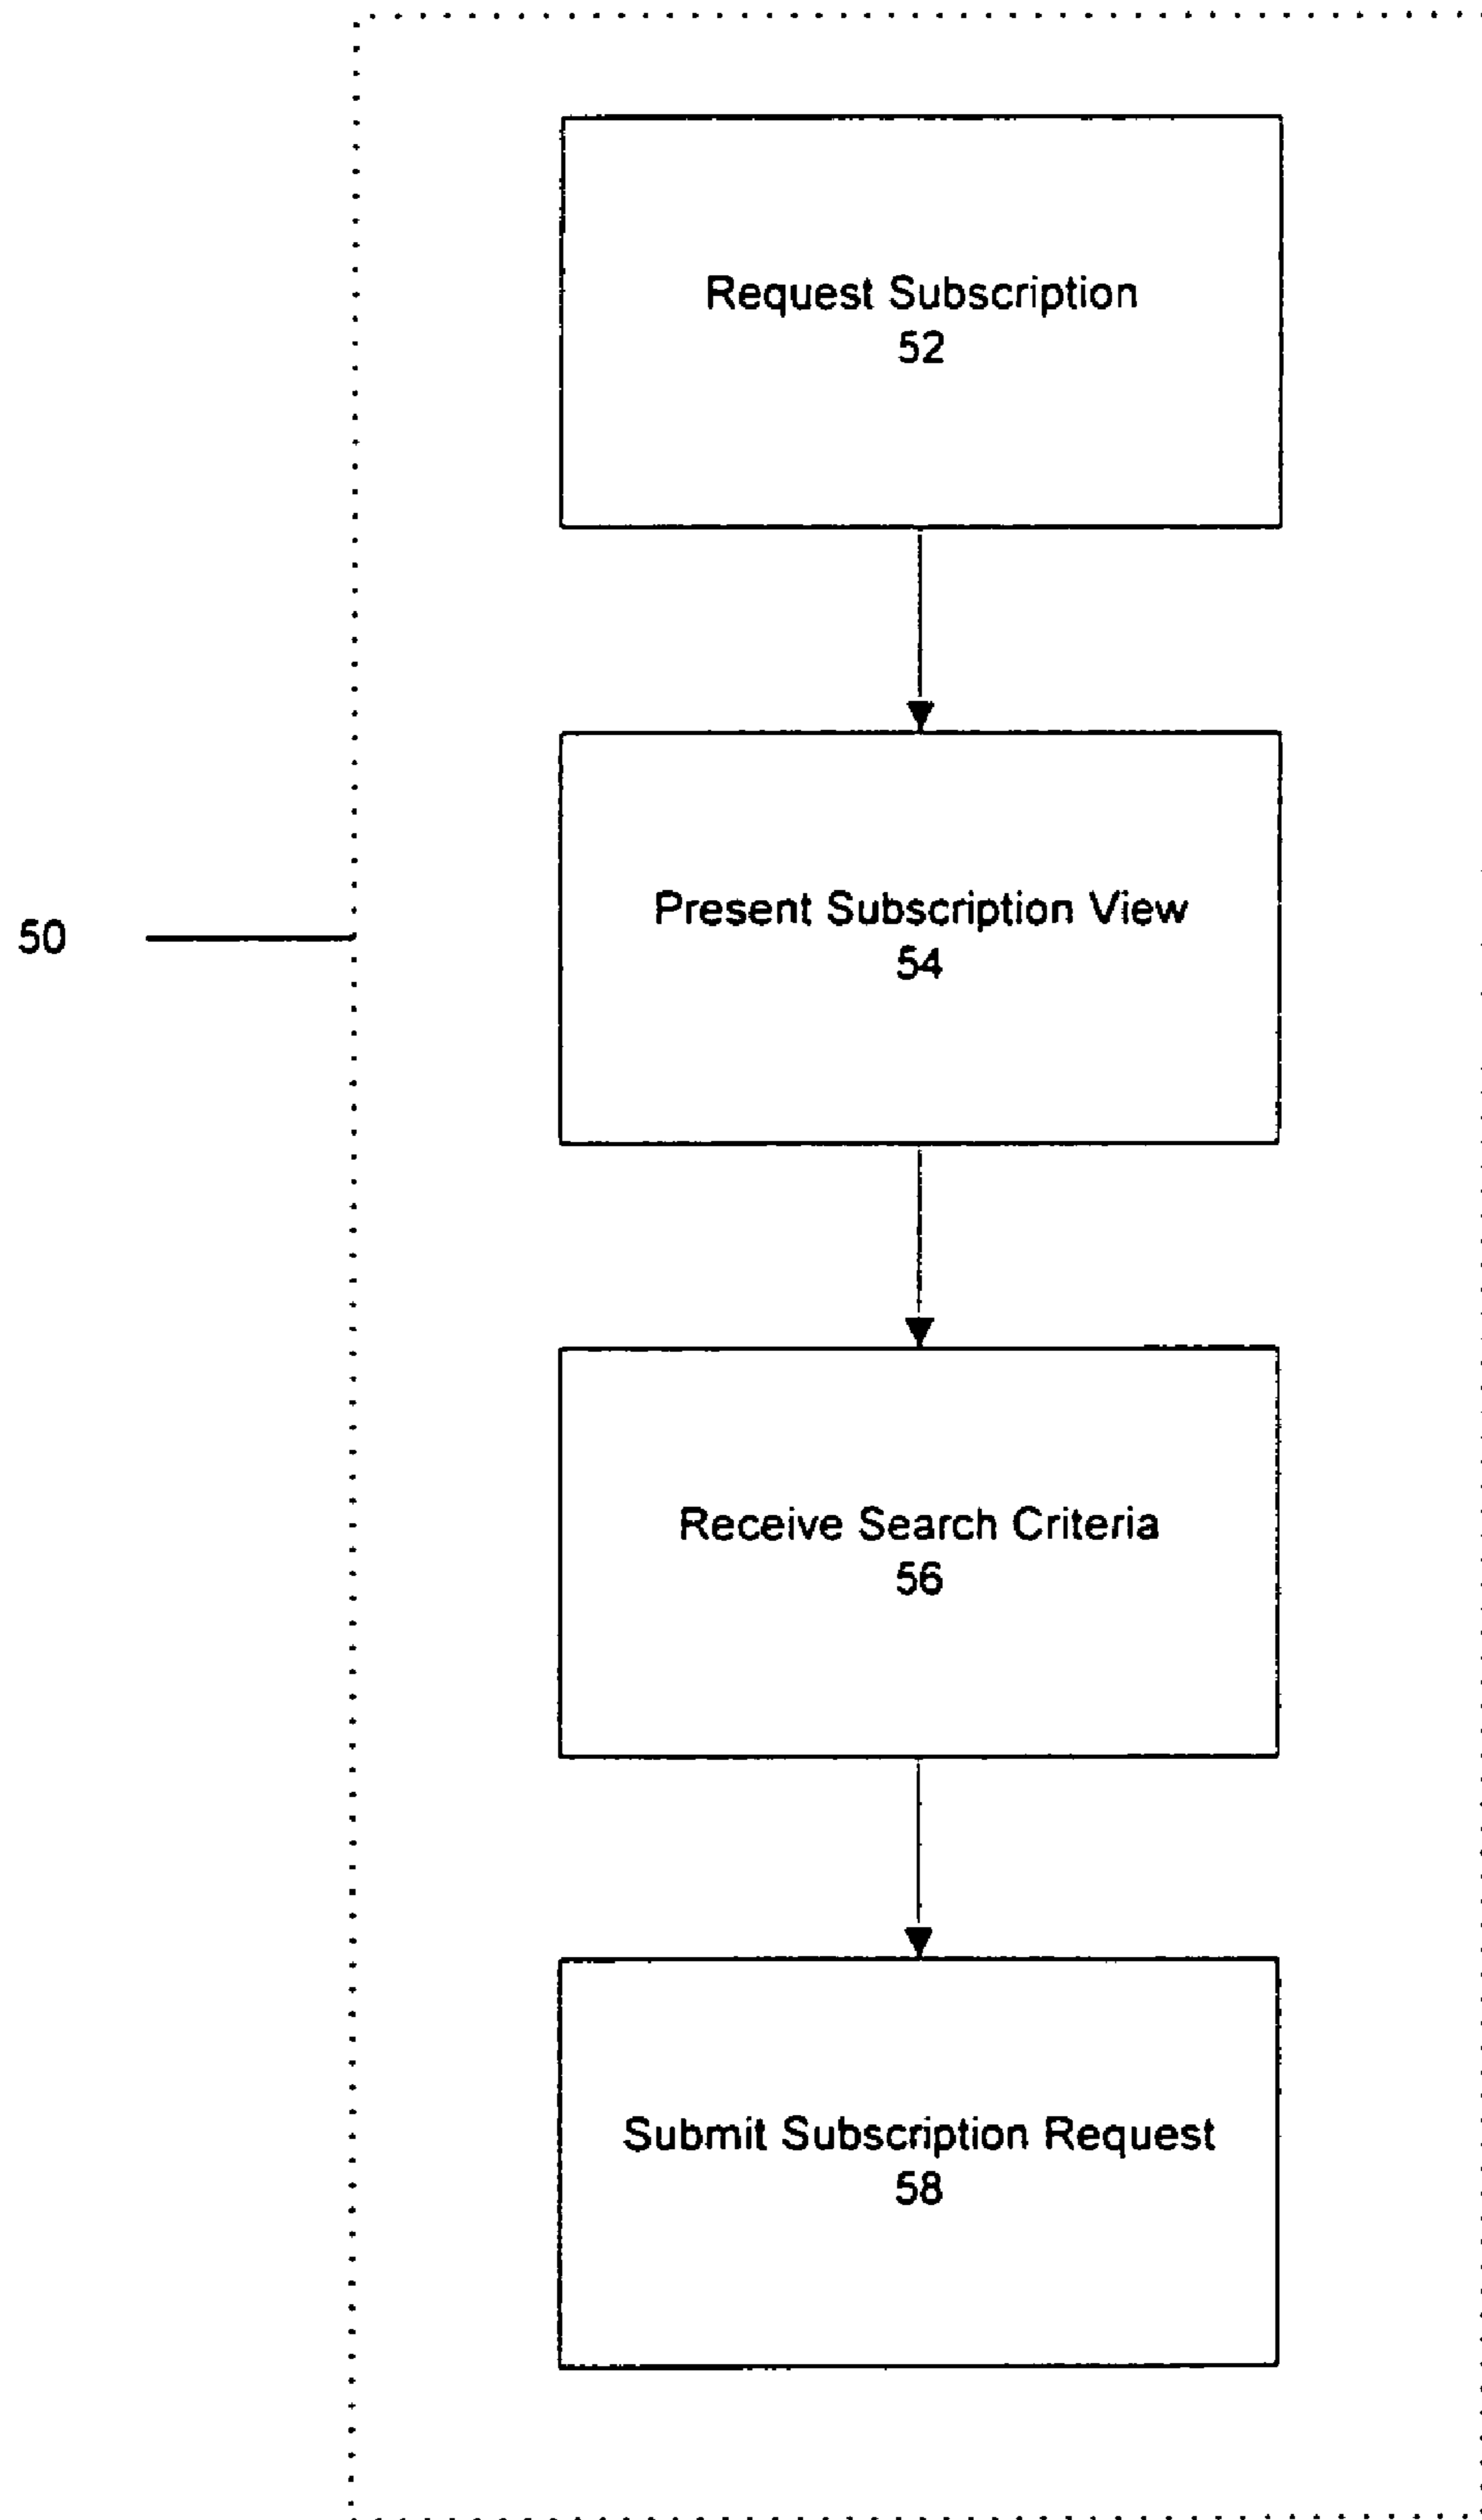 Request Subscription
52
Present Subscription View
54
50
Receive Search Criteria
56
Submit Subscription Request
58